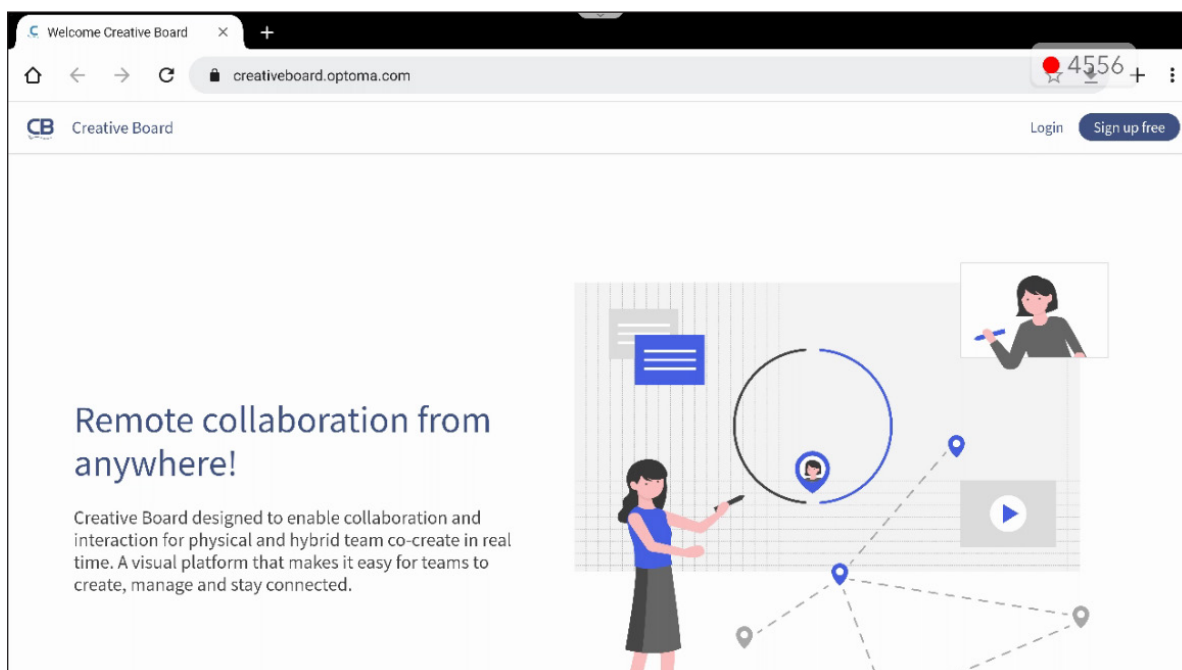 Welcome Creative Board
creativeboard.optoma.com
4556
CB Creative Board
Login Sign up free
Remote collaboration from
anywhere!
Creative Board designed to enable collaboration and
interaction for physical and hybrid team co-create in real
time. A visual platform that makes it easy for teams to
create, manage and stay connected.